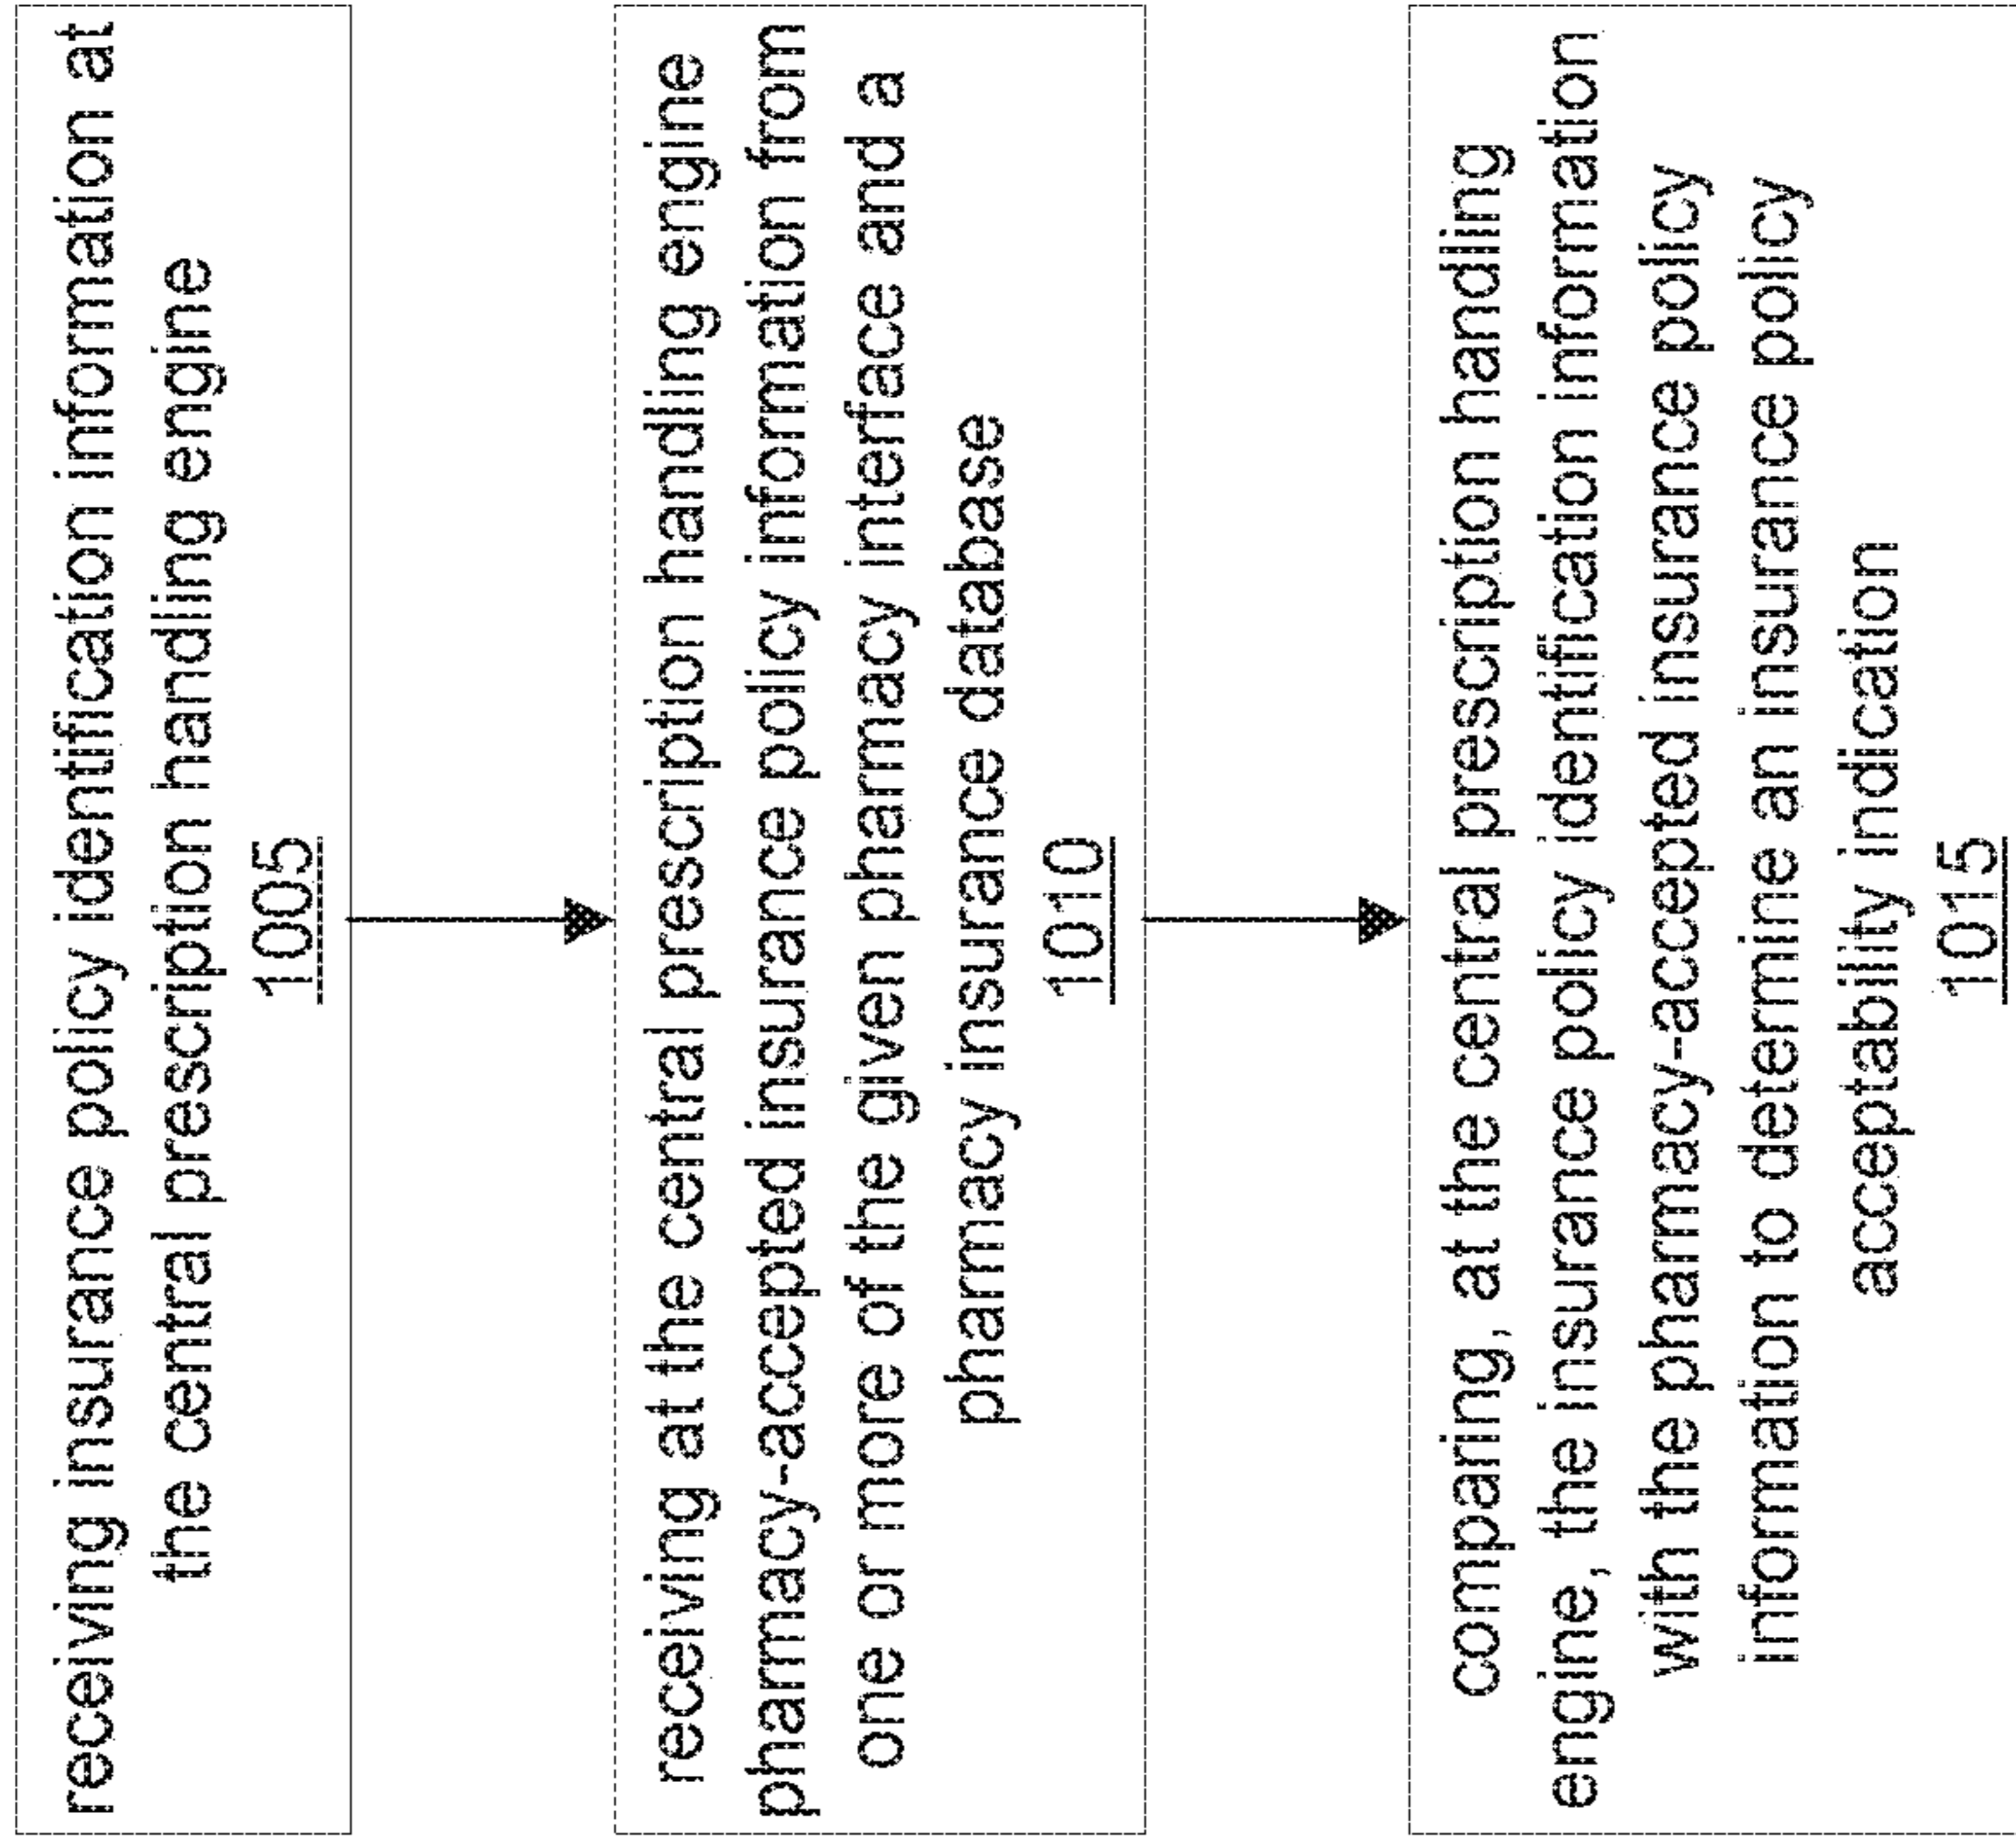 receiving insurance policy identification information at
the central prescription handling engine
1005
receiving at the central prescription handling engine
pharmacy-accepted insurance policy information from
one or more of the given pharmacy interface and a
pharmacy insurance database
1010
comparing, at the central prescription handling
engine, the insurance policy identification information
with the pharmacy-accepted insurance policy
information to determine an insurance policy
acceptability indication
1015